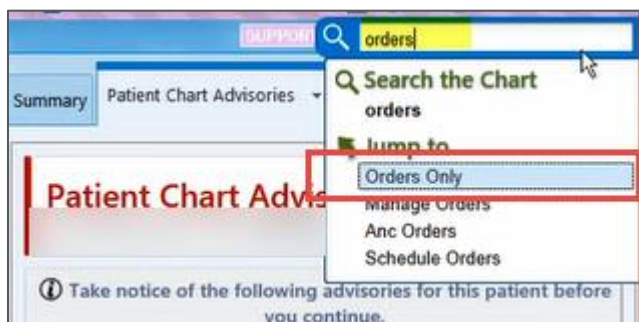 SUPPORT
orders
Summary
Patient Chart Advisories
Search the Chart
orders
Jump to
Orders Only
Manage Orders
Anc Orders
Schedule Orders
Patient Chart Advis
Take notice of the following advisories for this patient before
you continue.